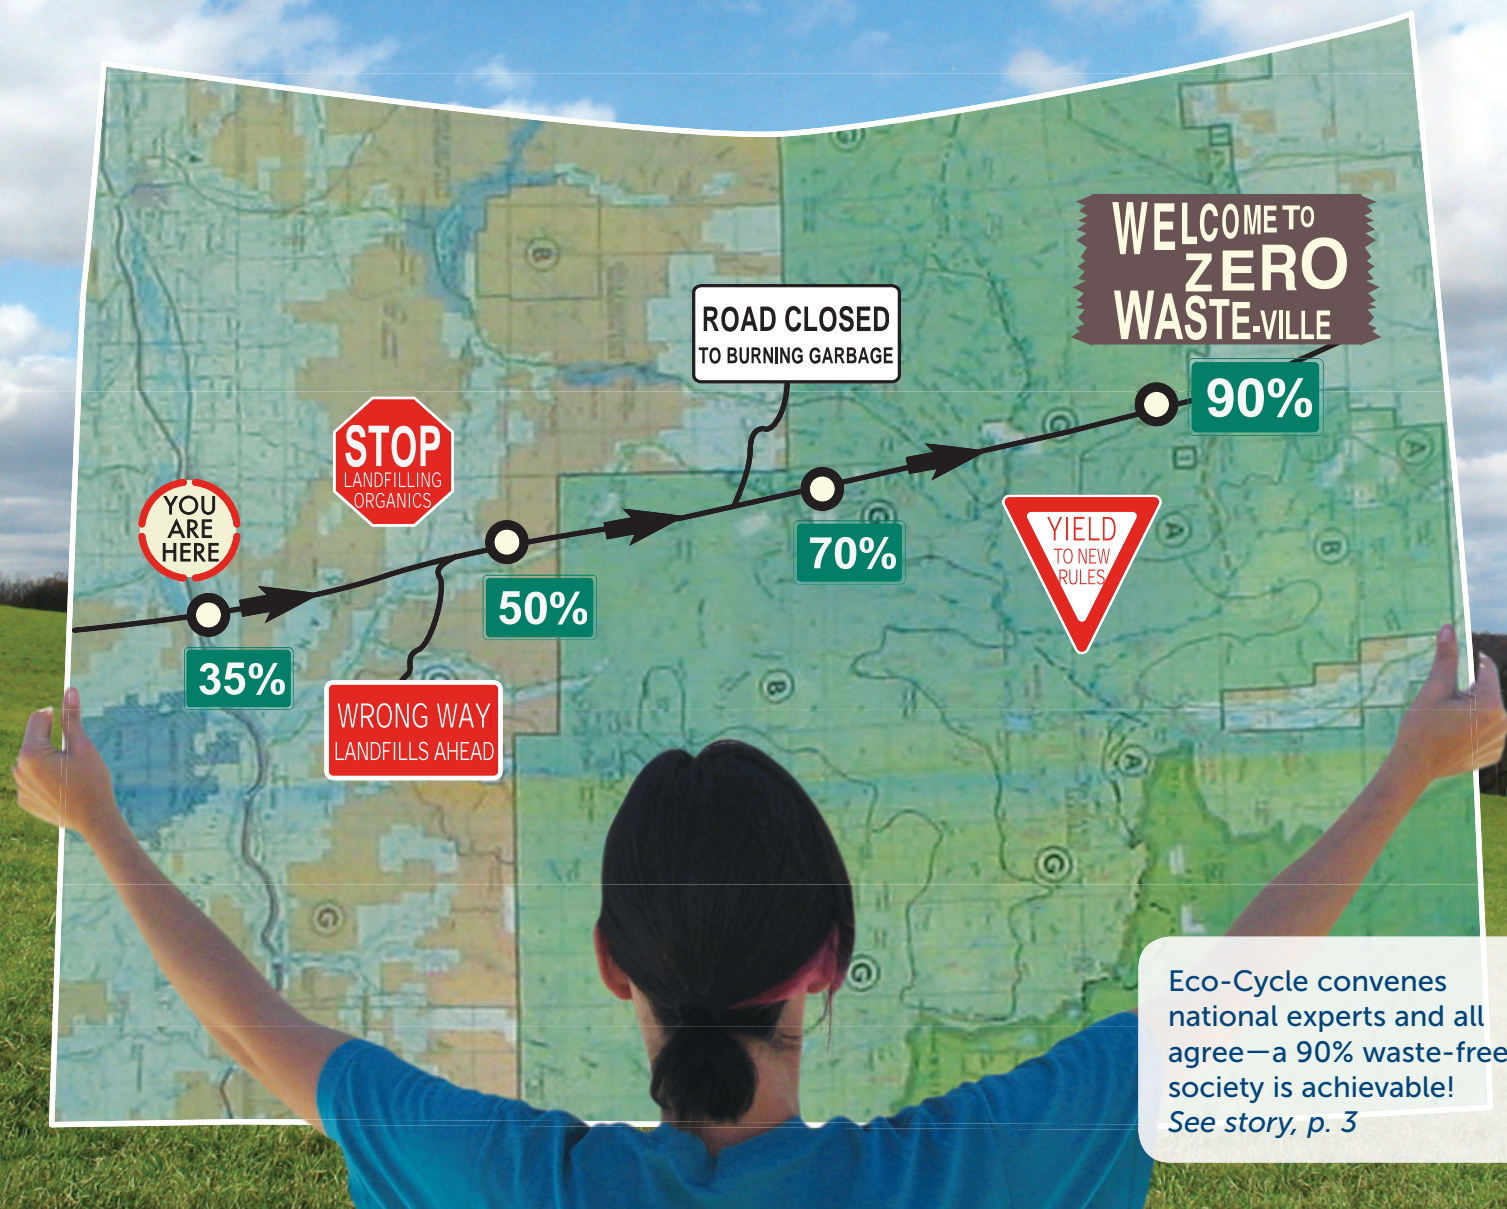 WELCOME TO
ZERO
WASTE-VILLE
ROAD CLOSED
TO BURNING GARBAGE
90%
STOP
LANDFILLING
ORGANICS
YOU
ARE
HERE
70%
YIELD
TO NEW
RULES
50%
35%
WRONG WAY
LANDFILLS AHEAD
B
G
G
A
G
A
B
B
A
G
G
G
Eco-Cycle convenes
national experts and all
agree—a 90% waste-free
society is achievable!
See story, p. 3